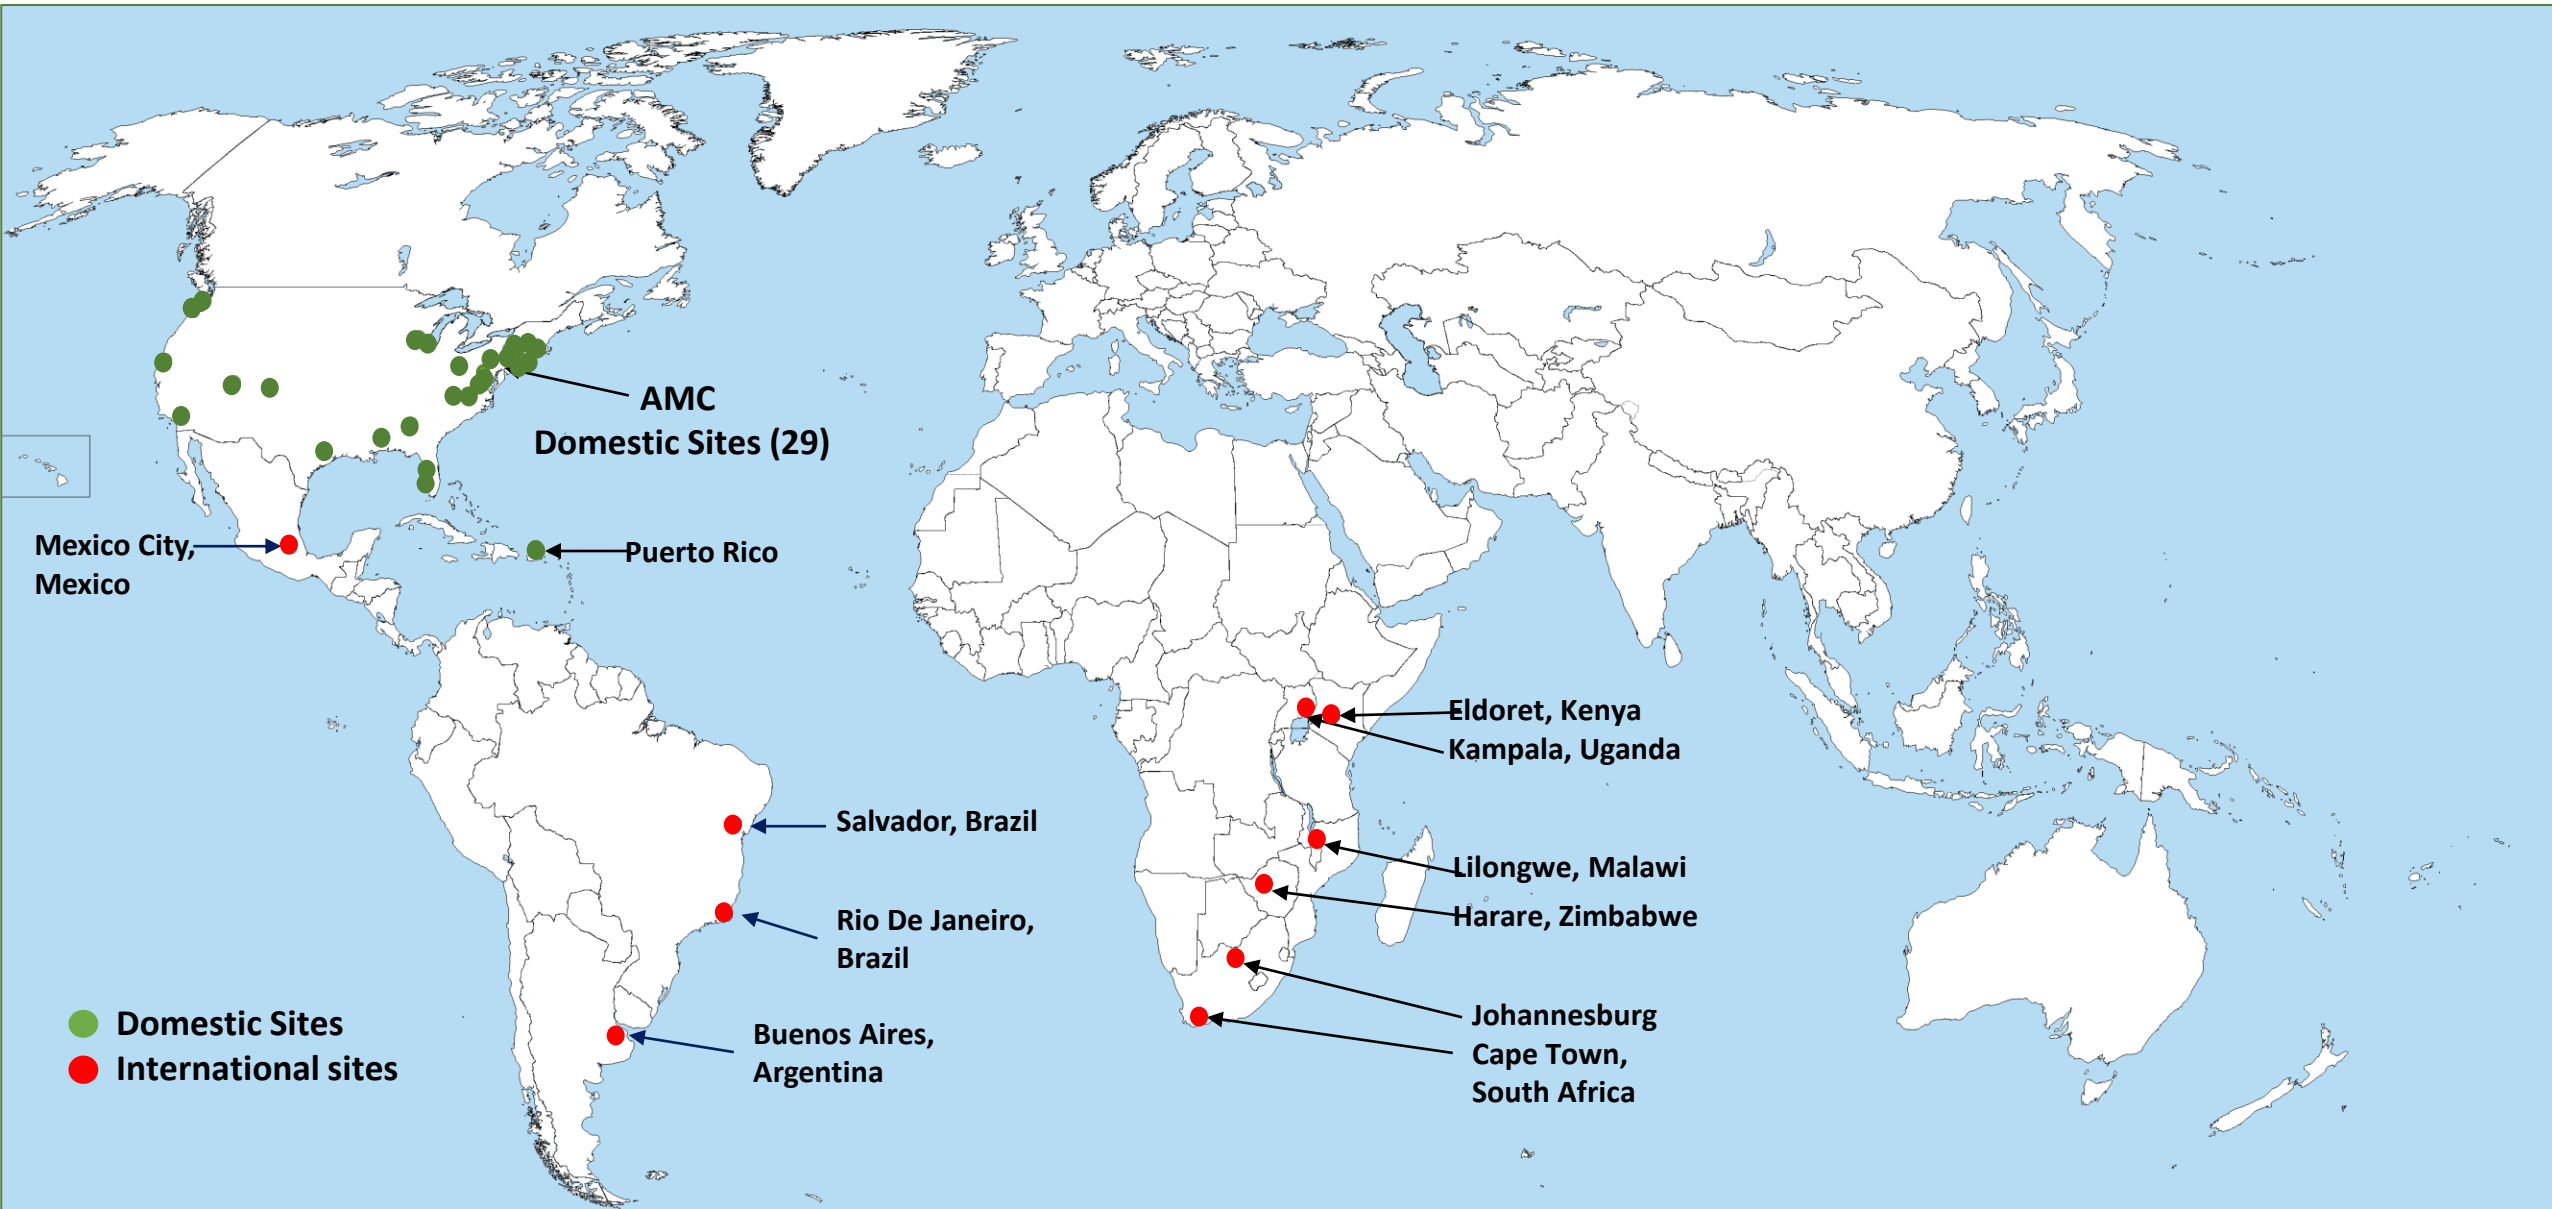 AMC
Domestic Sites (29)
Mexico City,
Mexico
Puerto Rico
Eldoret, Kenya
Kampala, Uganda
Salvador, Brazil
Lilongwe, Malawi
Harare, Zimbabwe
Rio De Janeiro,
Brazil
Johannesburg
Cape Town,
South Africa
Buenos Aires,
Argentina
Domestic Sites
International sites